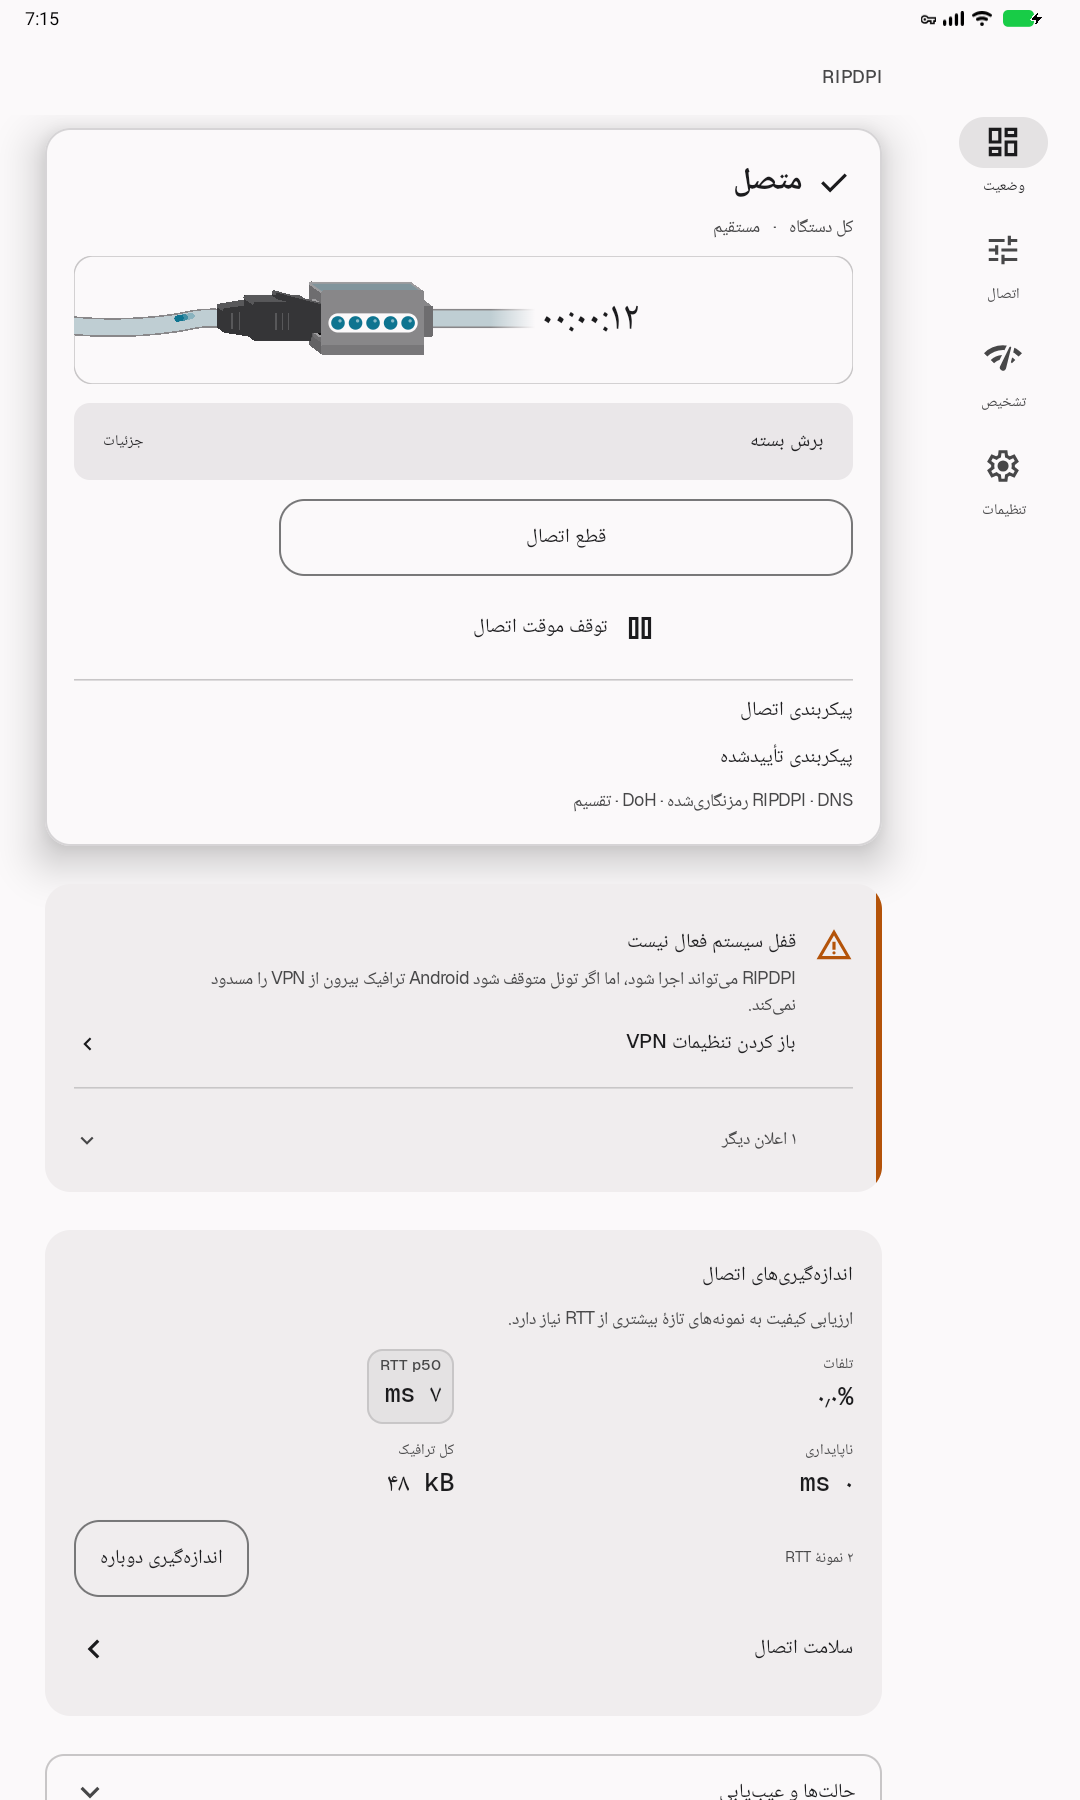 7:15
RIPDPI
وضعیت
اتصال
تشخیص
تنظیمات
متصل
کل دستگاه · مستقیم
۰۰:۰۰:۱۲
برش بسته
جزئیات
قطع اتصال
توقف موقت اتصال
پیکربندی اتصال
پیکربندی تأییدشده
RIPDPI · DNS رمزنگاری‌شده · DoH · تقسیم
قفل سیستم فعال نیست
RIPDPI می‌تواند اجرا شود، اما اگر تونل متوقف شود Android ترافیک بیرون از VPN را مسدود
نمی‌کند.
باز کردن تنظیمات VPN
۱ اعلان دیگر
اندازه‌گیری‌های اتصال
ارزیابی کیفیت به نمونه‌های تازهٔ بیشتری از RTT نیاز دارد.
تلفات
۰٫۰%
RTT p50
۷ ms
ناپایداری
۰ ms
کل ترافیک
۴۸ kB
۲ نمونهٔ RTT
اندازه‌گیری دوباره
سلامت اتصال
حالت‌ها و عیب‌یابی